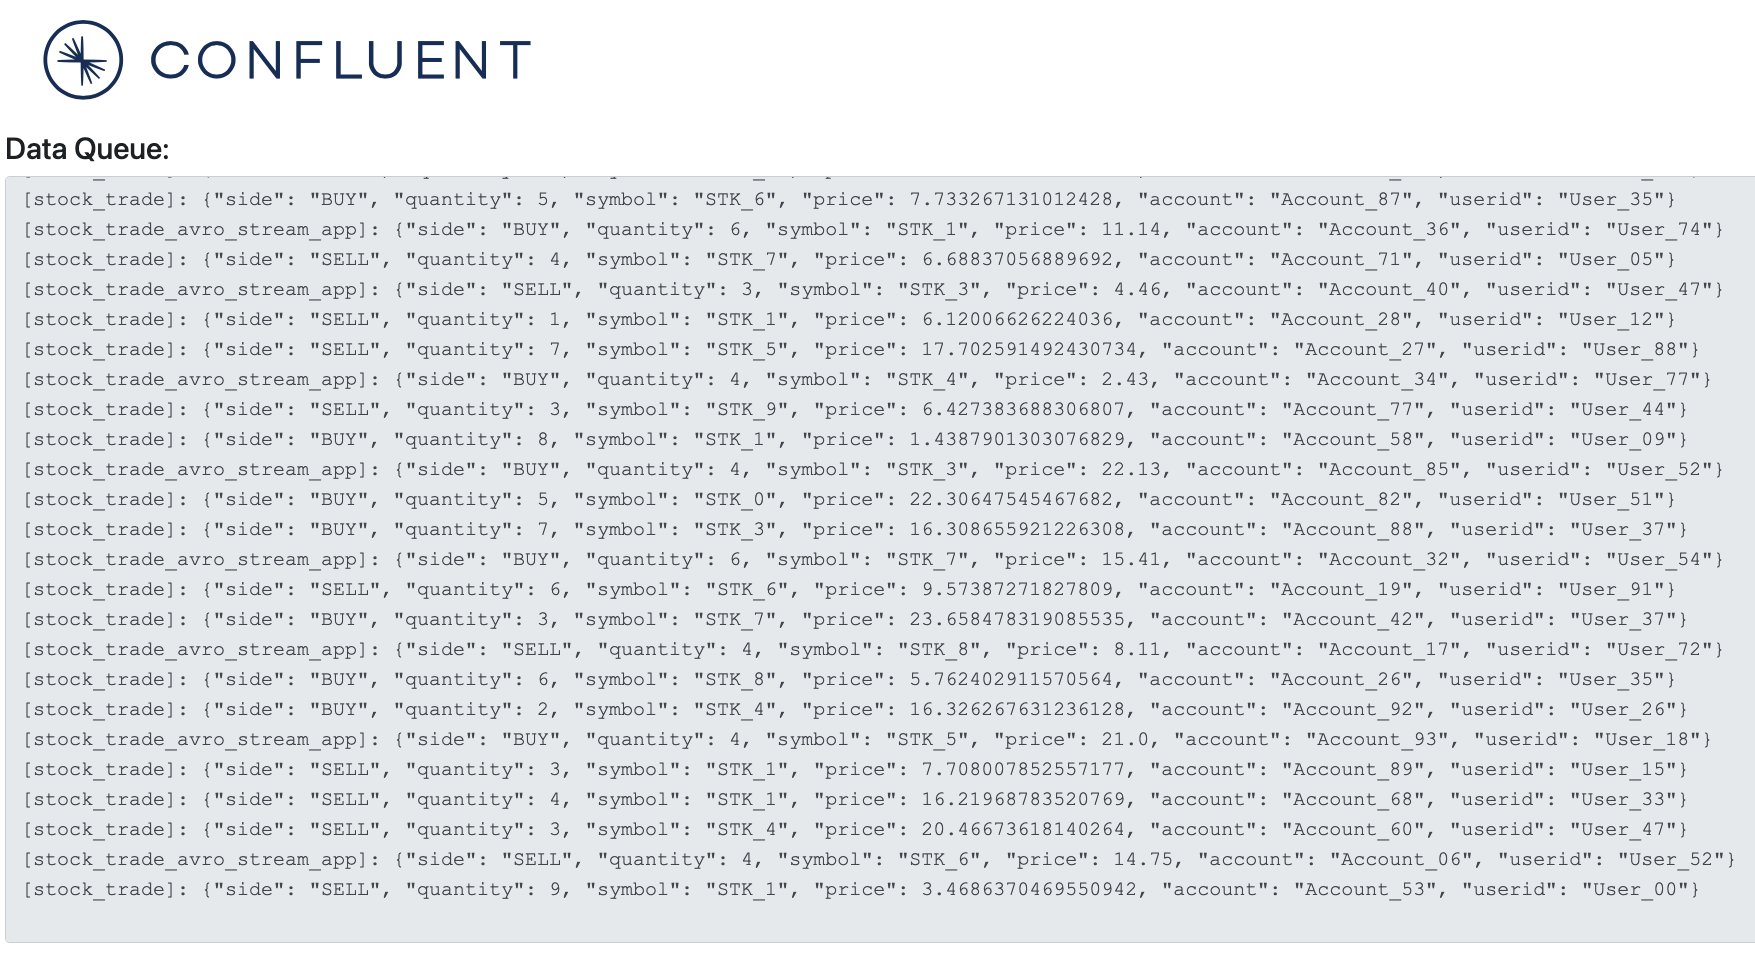 CONFLUENT
Data Queue:
[stock_trade]: {"side": "BUY", "quantity": 5, "symbol": "STK_6", "price": 7.733267131012428, "account": "Account_87", "userid": "User_35"}
[stock_trade_avro_stream_app]: {"side": "BUY", "quantity": 6, "symbol": "STK_1", "price": 11.14, "account": "Account_36", "userid": "User_74"}
[stock_trade]: {"side": "SELL", "quantity": 4, "symbol": "STK_7", "price": 6.68837056889692, "account": "Account_71", "userid": "User_05"}
[stock_trade_avro_stream_app]: {"side": "SELL", "quantity": 3, "symbol": "STK_3", "price": 4.46, "account": "Account_40", "userid": "User_47"}
[stock_trade]: {"side": "SELL", "quantity": 1, "symbol": "STK_1", "price": 6.12006626224036, "account": "Account_28", "userid": "User_12"}
[stock_trade]: {"side": "SELL", "quantity": 7, "symbol": "STK_5", "price": 17.702591492430734, "account": "Account_27", "userid": "User_88"}
[stock_trade_avro_stream_app]: {"side": "BUY", "quantity": 4, "symbol": "STK_4", "price": 2.43, "account": "Account_34", "userid": "User_77"}
[stock_trade]: {"side": "SELL", "quantity": 3, "symbol": "STK_9", "price": 6.427383688306807, "account": "Account_77", "userid": "User_44"}
[stock_trade]: {"side": "BUY", "quantity": 8, "symbol": "STK_1", "price": 1.4387901303076829, "account": "Account_58", "userid": "User_09"}
[stock_trade_avro_stream_app]: {"side": "BUY", "quantity": 4, "symbol": "STK_3", "price": 22.13, "account": "Account_85", "userid": "User_52"}
[stock_trade]: {"side": "BUY", "quantity": 5, "symbol": "STK_0", "price": 22.30647545467682, "account": "Account_82", "userid": "User_51"}
[stock_trade]: {"side": "BUY", "quantity": 7, "symbol": "STK_3", "price": 16.308655921226308, "account": "Account_88", "userid": "User_37"}
[stock_trade_avro_stream_app]: {"side": "BUY", "quantity": 6, "symbol": "STK_7", "price": 15.41, "account": "Account_32", "userid": "User_54"}
[stock_trade]: {"side": "SELL", "quantity": 6, "symbol": "STK_6", "price": 9.57387271827809, "account": "Account_19", "userid": "User_91"}
[stock_trade]: {"side": "BUY", "quantity": 3, "symbol": "STK_7", "price": 23.658478319085535, "account": "Account_42", "userid": "User_37"}
[stock_trade_avro_stream_app]: {"side": "SELL", "quantity": 4, "symbol": "STK_8", "price": 8.11, "account": "Account_17", "userid": "User_72"}
[stock_trade]: {"side": "BUY", "quantity": 6, "symbol": "STK_8", "price": 5.762402911570564, "account": "Account_26", "userid": "User_35"}
[stock_trade]: {"side": "BUY", "quantity": 2, "symbol": "STK_4", "price": 16.326267631236128, "account": "Account_92", "userid": "User_26"}
[stock_trade_avro_stream_app]: {"side": "BUY", "quantity": 4, "symbol": "STK_5", "price": 21.0, "account": "Account_93", "userid": "User_18"}
[stock_trade]: {"side": "SELL", "quantity": 3, "symbol": "STK_1", "price": 7.708007852557177, "account": "Account_89", "userid": "User_15"}
[stock_trade]: {"side": "SELL", "quantity": 4, "symbol": "STK_1", "price": 16.21968783520769, "account": "Account_68", "userid": "User_33"}
[stock_trade]: {"side": "SELL", "quantity": 3, "symbol": "STK_4", "price": 20.46673618140264, "account": "Account_60", "userid": "User_47"}
[stock_trade_avro_stream_app]: {"side": "SELL", "quantity": 4, "symbol": "STK_6", "price": 14.75, "account": "Account_06", "userid": "User_52"}
[stock_trade]: {"side": "SELL", "quantity": 9, "symbol": "STK_1", "price": 3.4686370469550942, "account": "Account_53", "userid": "User_00"}